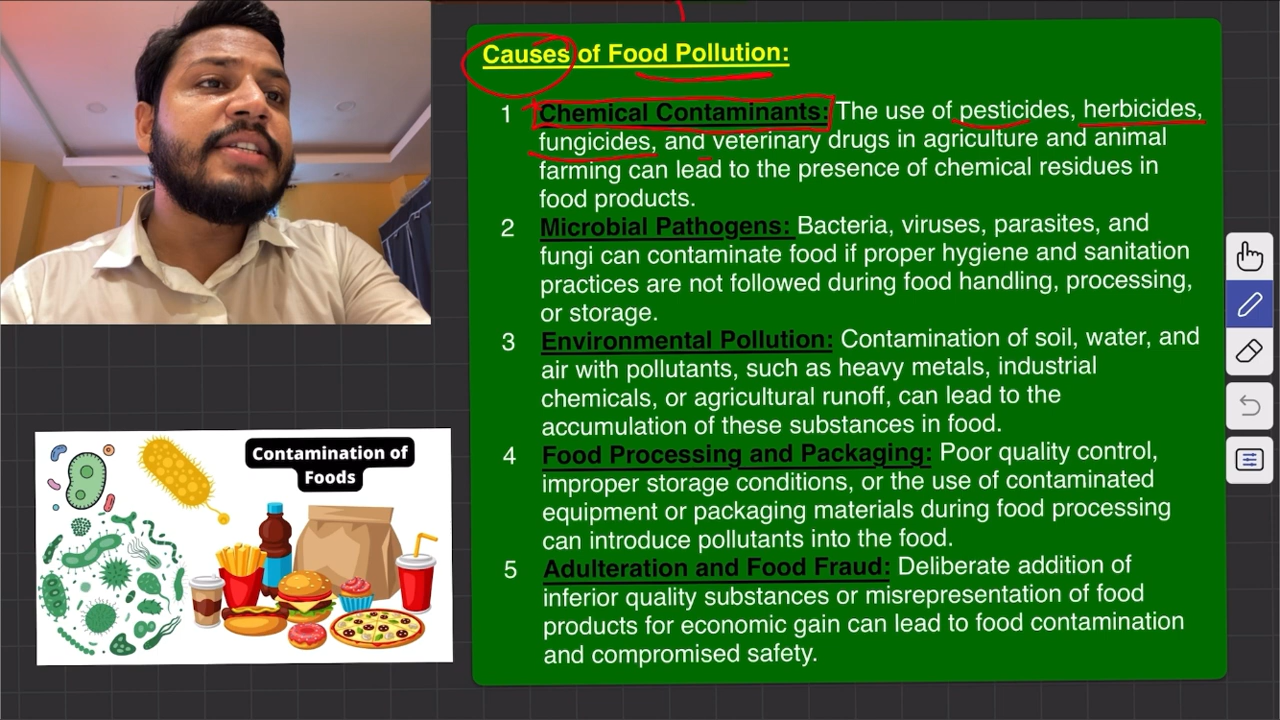 Causes of Food Pollution:
1 Chemical Contaminants: The use of pesticides, herbicides,
fungicides, and veterinary drugs in agriculture and animal
farming can lead to the presence of chemical residues in
food products.
2 Microbial Pathogens: Bacteria, viruses, parasites, and
fungi can contaminate food if proper hygiene and sanitation
practices are not followed during food handling, processing,
or storage.
3 Environmental Pollution: Contamination of soil, water, and
air with pollutants, such as heavy metals, industrial
chemicals, or agricultural runoff, can lead to the
accumulation of these substances in food.
4 Food Processing and Packaging: Poor quality control,
improper storage conditions, or the use of contaminated
equipment or packaging materials during food processing
can introduce pollutants into the food.
5 Adulteration and Food Fraud: Deliberate addition of
inferior quality substances or misrepresentation of food
products for economic gain can lead to food contamination
and compromised safety.
Contamination of
Foods